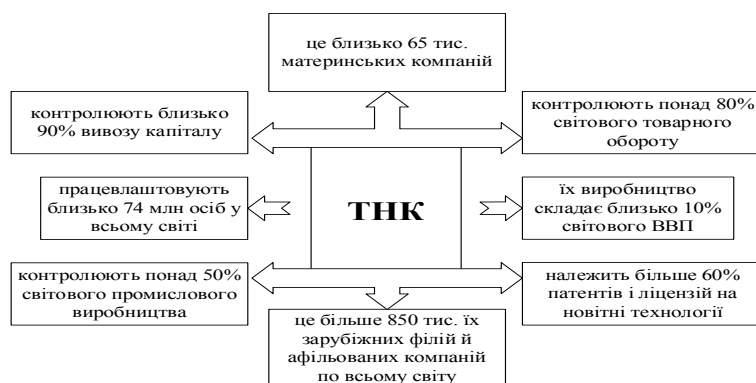 це близько 65 тис.
материнських компаній
контролюють близько
90% вивозу капіталу
контролюють понад 80%
світового товарного
обороту
працевлаштовують
близько 74 млн осіб у
всьому світі
ТНК
їх виробництво
складає близько 10%
світового ВВП
контролюють понад 50%
світового промислового
виробництва
належить більше 60%
патентів і ліцензій на
новітні технології
це більше 850 тис. їх
зарубіжних філій й
афільованих компаній
по всьому світу